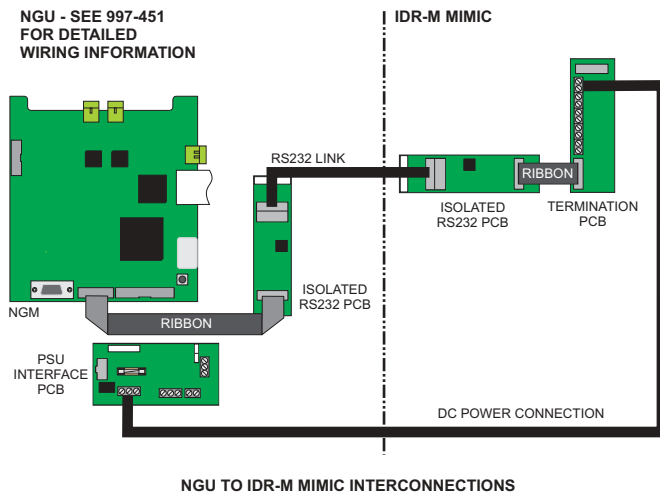 NGU - SEE 997-451
FOR DETAILED
WIRING INFORMATION
IDR-M MIMIC
RS232 LINK
RIBBON
ISOLATED
RS232 PCB
TERMINATION
PCB
ISOLATED
RS232 PCB
NGM
RIBBON
PSU
INTERFACE
PCB
DC POWER CONNECTION
NGU TO IDR-M MIMIC INTERCONNECTIONS